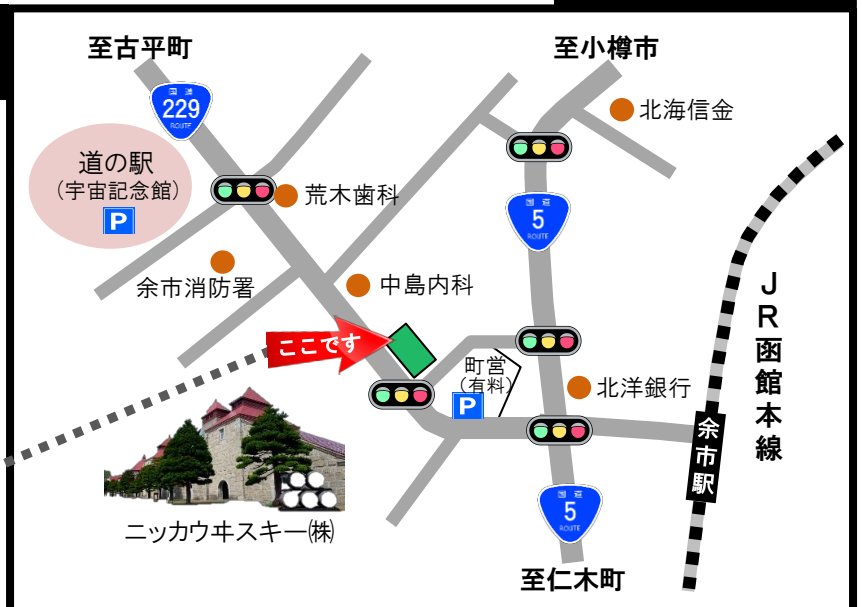 至古平町
至小樽市
国道
229
ROUTE
北海信金
道の駅
(宇宙記念館)
P
荒木歯科
国道
5
ROUTE
余市消防署
中島内科
JR函館本線
ここです
町営
(有料)
P
北洋銀行
余市駅
国道
5
ROUTE
ニッカウヰスキー㈱
至仁木町